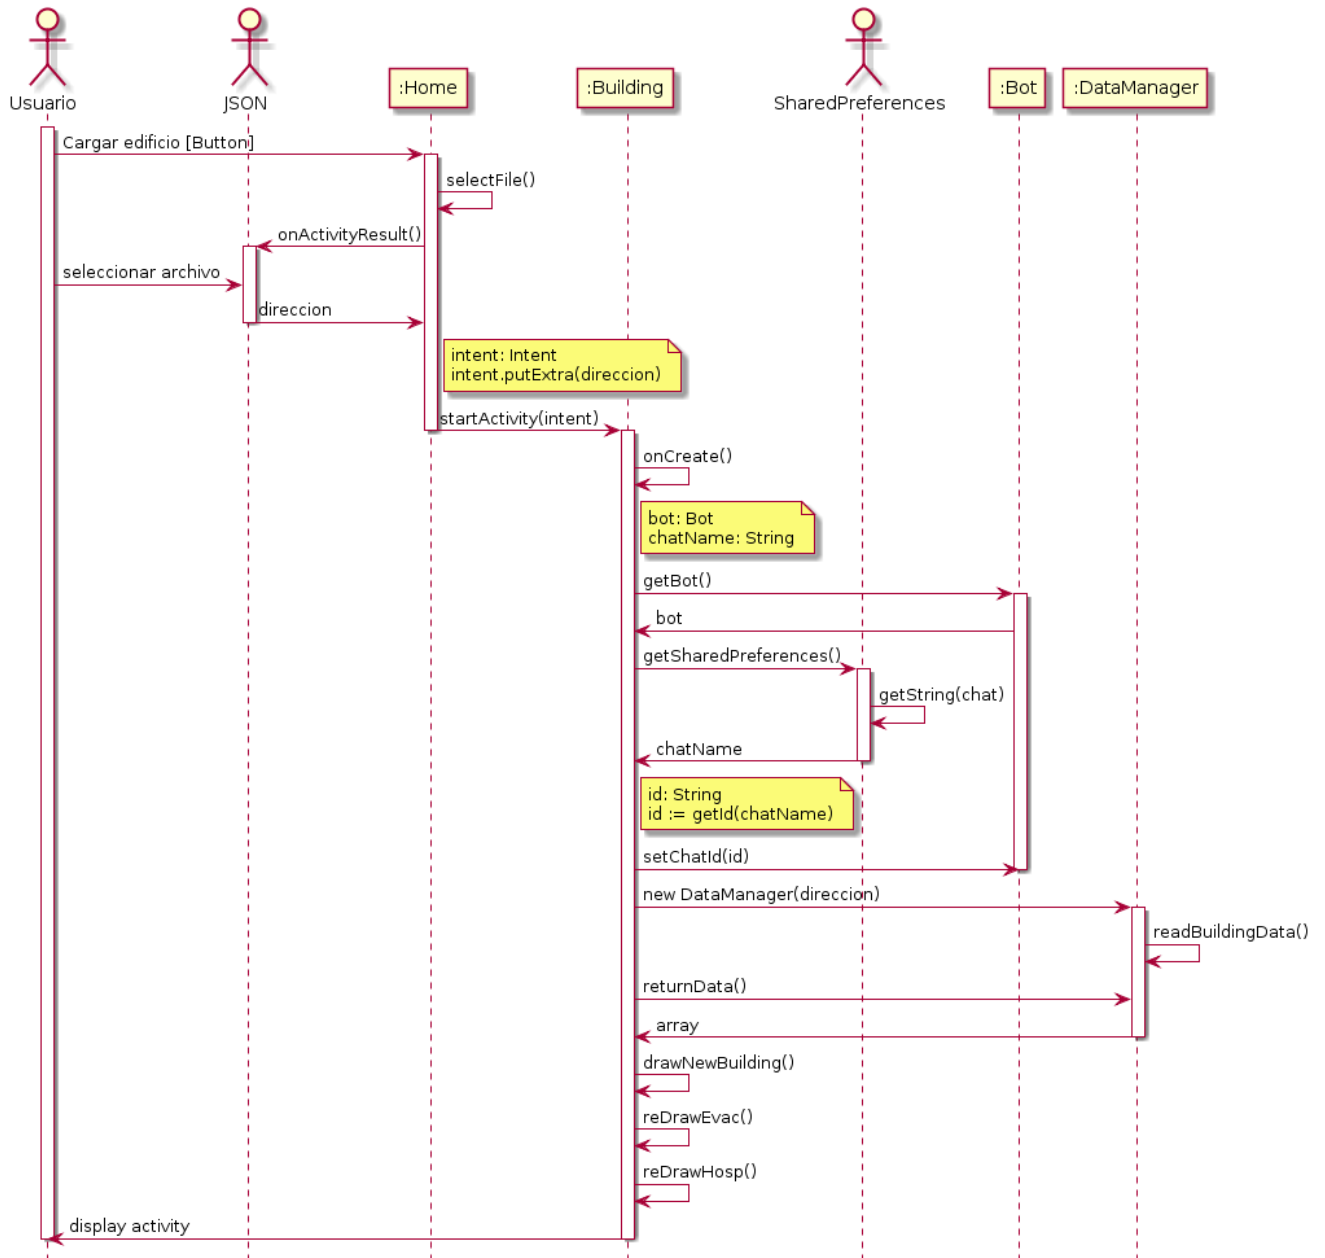 Usuario
JSON
:Home
:Building
SharedPreferences
:Bot
:DataManager
Cargar edificio [Button]
selectFile()
onActivityResult()
seleccionar archivo
direccion
intent: Intent
intent.putExtra(direccion)
startActivity(intent)
onCreate()
bot: Bot
chatName: String
getBot()
bot
getSharedPreferences()
getString(chat)
chatName
id: String
id := getId(chatName)
setChatId(id)
new DataManager(direccion)
readBuildingData()
returnData()
array
drawNewBuilding()
reDrawEvac()
reDrawHosp()
display activity